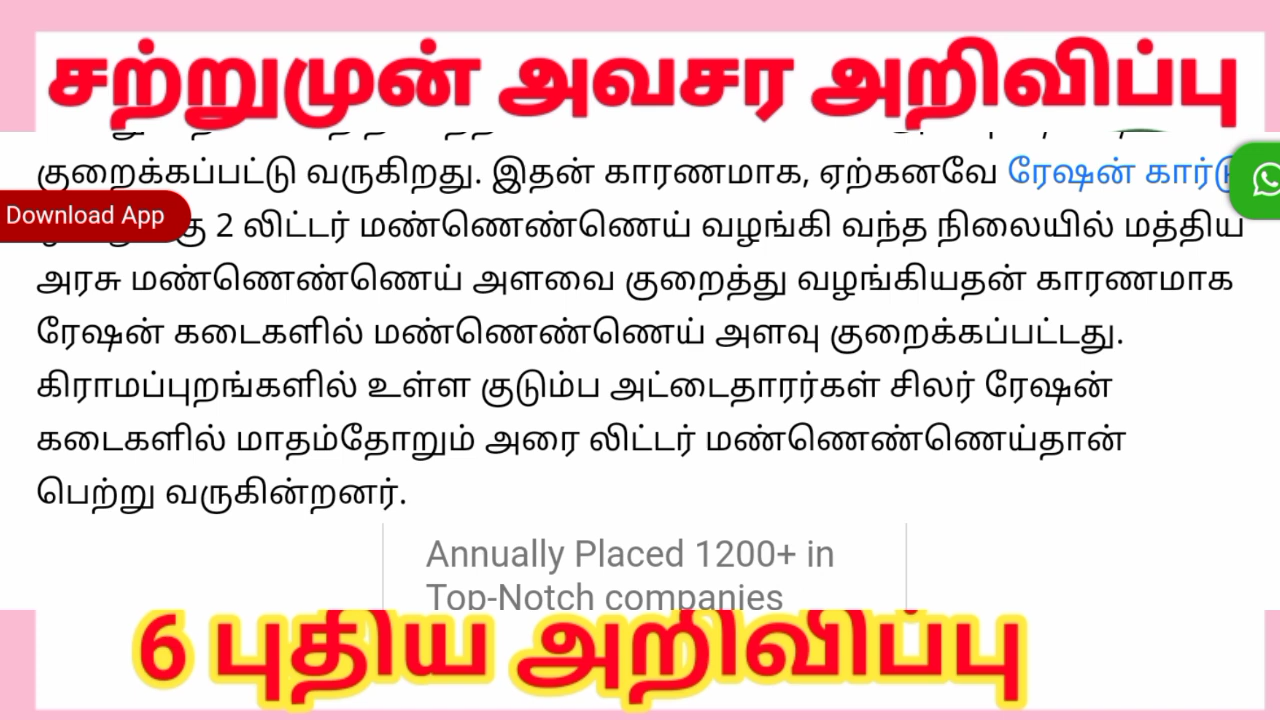 சற்றுமுன் அவசர அறிவிப்பு
குறைக்கப்பட்டு வருகிறது. இதன் காரணமாக, ஏற்கனவே ரேஷன் கார்டு
Download App
2 லிட்டர் மண்ணெண்ணெய் வழங்கி வந்த நிலையில் மத்திய
அரசு மண்ணெண்ணெய் அளவை குறைத்து வழங்கியதன் காரணமாக
ரேஷன் கடைகளில் மண்ணெண்ணெய் அளவு குறைக்கப்பட்டது.
கிராமப்புறங்களில் உள்ள குடும்ப அட்டைதாரர்கள் சிலர் ரேஷன்
கடைகளில் மாதம்தோறும் அரை லிட்டர் மண்ணெண்ணெய்தான்
பெற்று வருகின்றனர்.
Annually Placed 1200+ in
Top-Notch companies
6 புதிய அறிவிப்பு